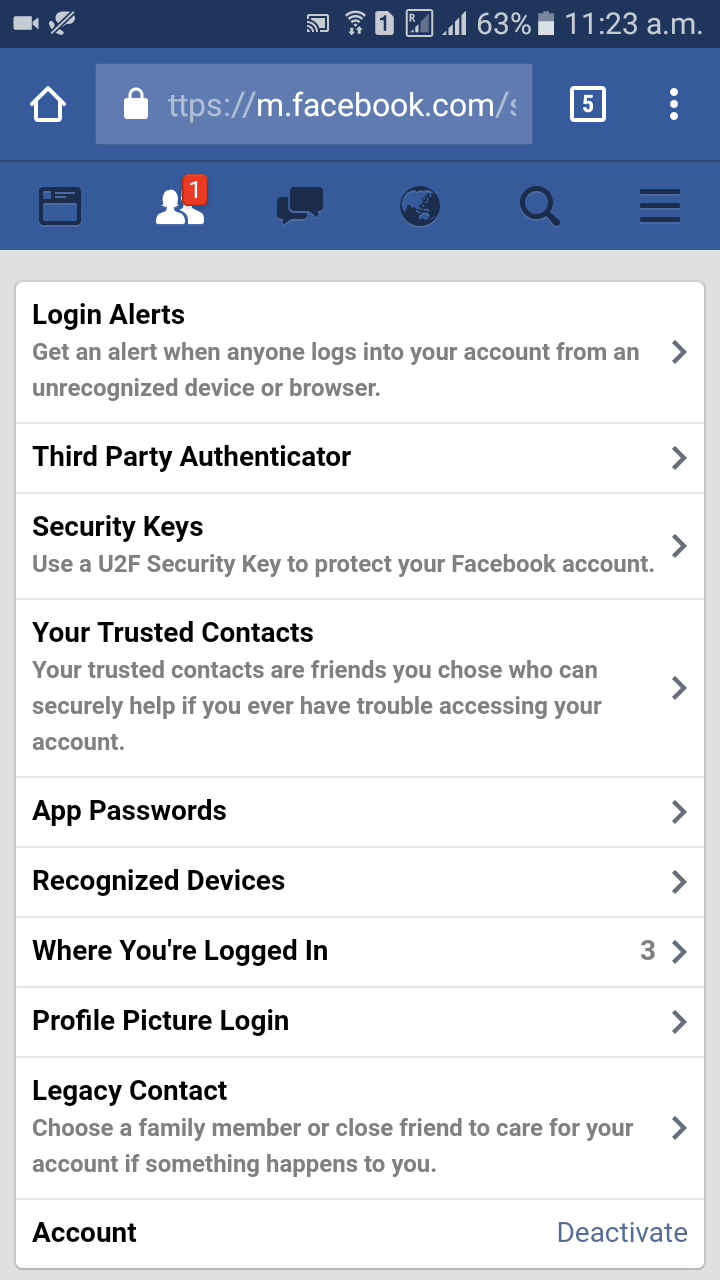 R 1 63% 11:23 a.m.
ttps://m.facebook.com/s 5
1
Login Alerts
Get an alert when anyone logs into your account from an
unrecognized device or browser.
Third Party Authenticator
Security Keys
Use a U2F Security Key to protect your Facebook account.
Your Trusted Contacts
Your trusted contacts are friends you chose who can
securely help if you ever have trouble accessing your
account.
App Passwords
Recognized Devices
Where You're Logged In 3
Profile Picture Login
Legacy Contact
Choose a family member or close friend to care for your
account if something happens to you.
Account Deactivate